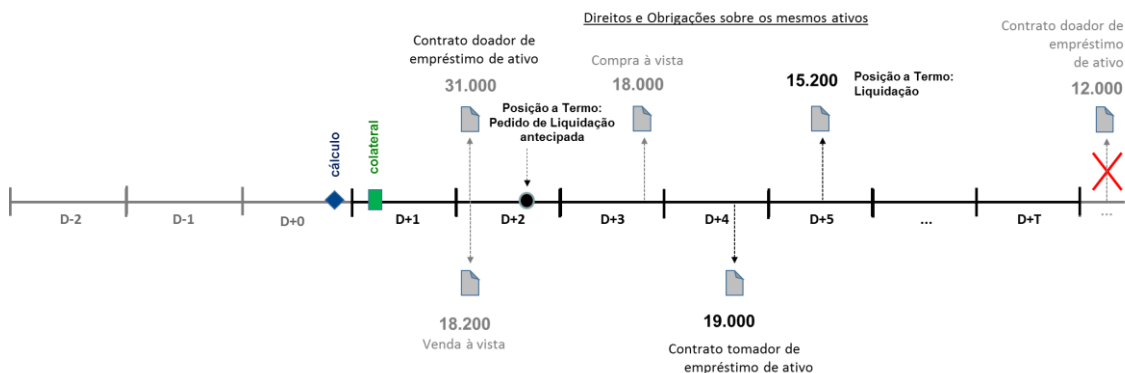 Direitos e Obrigações sobre os mesmos ativos
Contrato doador de
empréstimo de ativo
31.000
Compra à vista
18.000
15.200
Posição a Termo:
Liquidação
Contrato doador de
empréstimo
de ativo
12.000
Posição a Termo:
Pedido de Liquidação
antecipada
cálculo
colateral
D-2
D-1
D+0
D+1
D+2
D+3
D+4
D+5
...
D+T
...
18.200
Venda à vista
19.000
Contrato tomador de
empréstimo de ativo